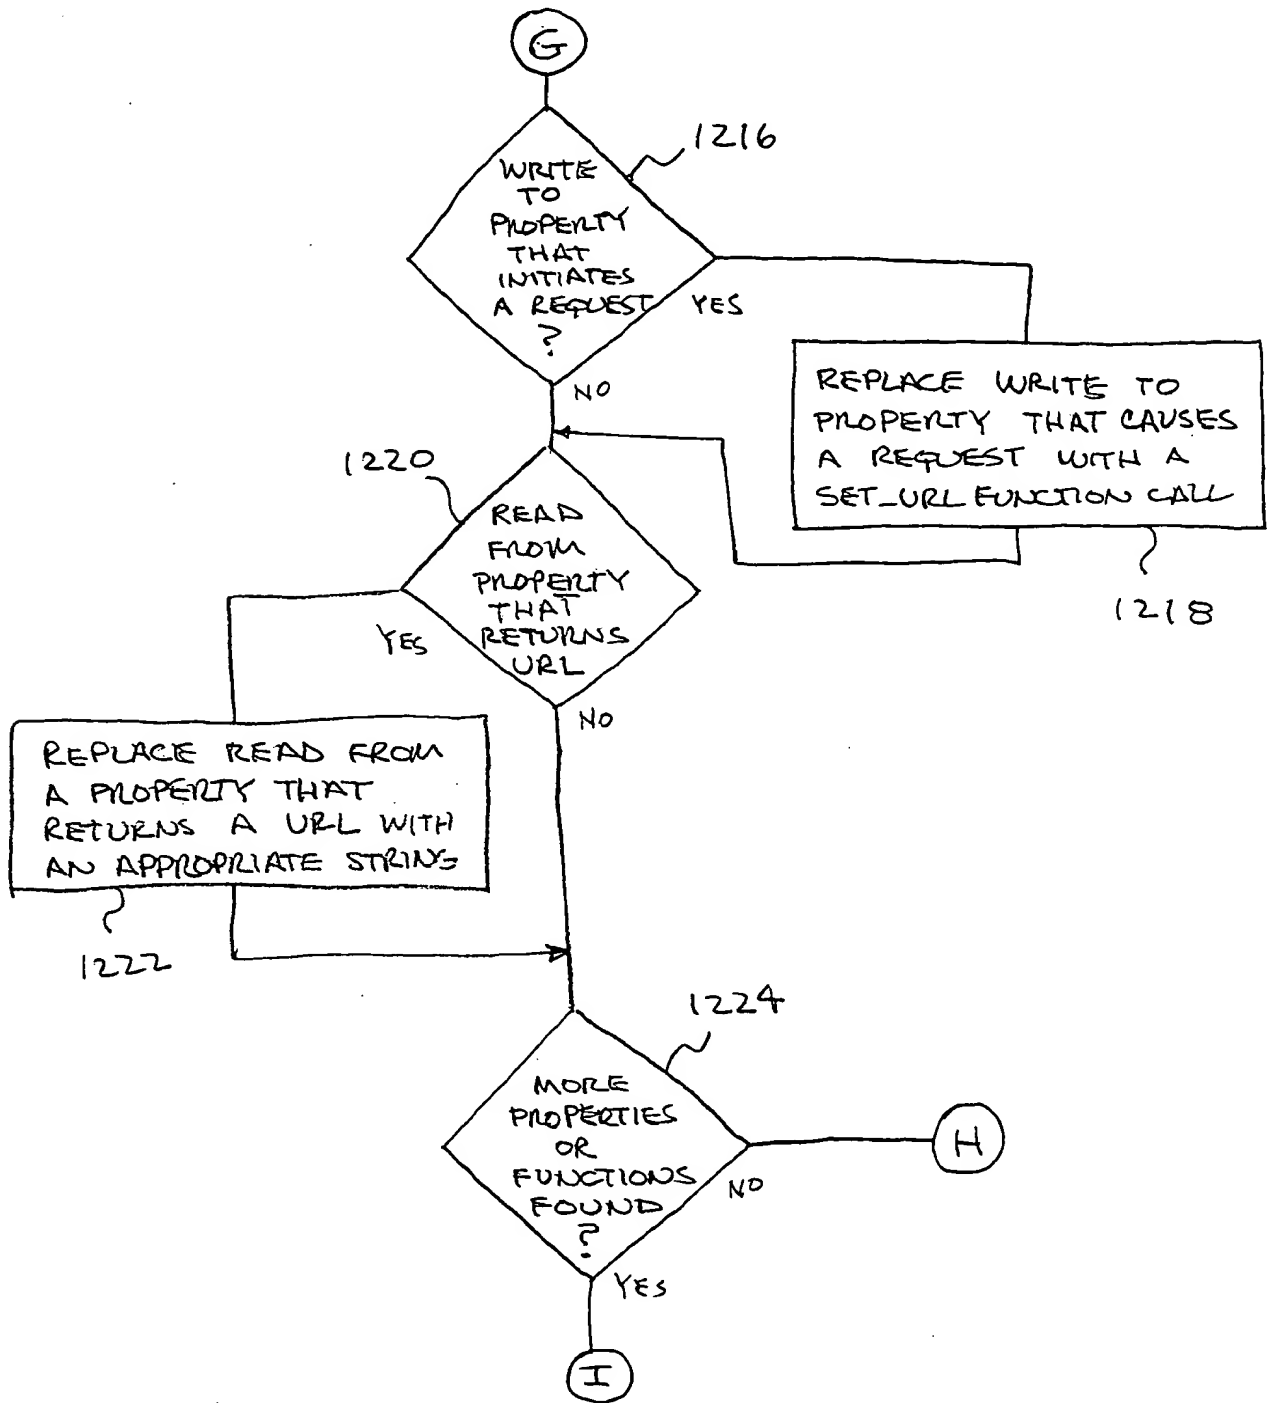 G
1216
WRITE
TO
PROPERTY
THAT
INITIATES
A REQUEST
?
YES
NO
REPLACE WRITE TO
PROPERTY THAT CAUSES
A REQUEST WITH A
SET_URL FUNCTION CALL
1218
1220
READ
FROM
PROPERTY
THAT
RETURNS
URL
YES
NO
REPLACE READ FROM
A PROPERTY THAT
RETURNS A URL WITH
AN APPROPRIATE STRING
1222
1224
MORE
PROPERTIES
OR
FUNCTIONS
FOUND
?
NO
H
YES
I